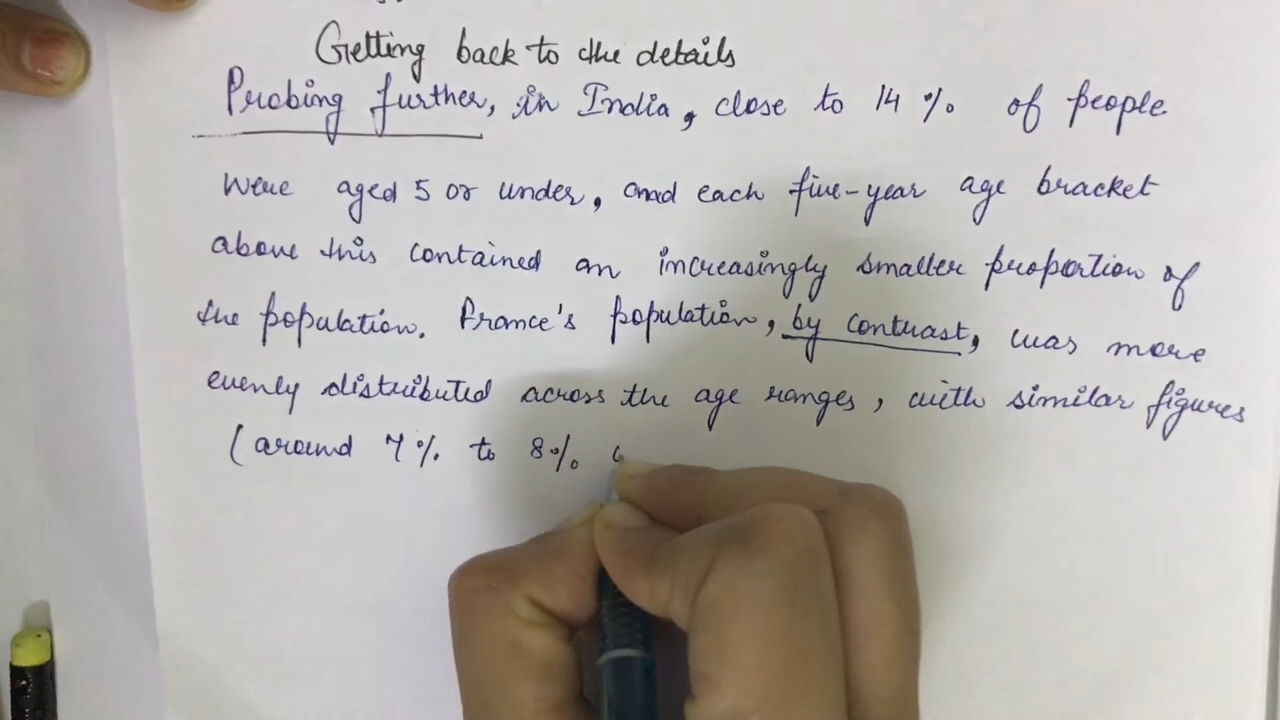 Getting back to the details
Probing further, in India, close to 14 % of people
were aged 5 or under, and each five-year age bracket
above this contained an increasingly smaller proportion of
the population. France's population, by contrast, was more
evenly distributed across the age ranges, with similar figures
(around 7% to 8%